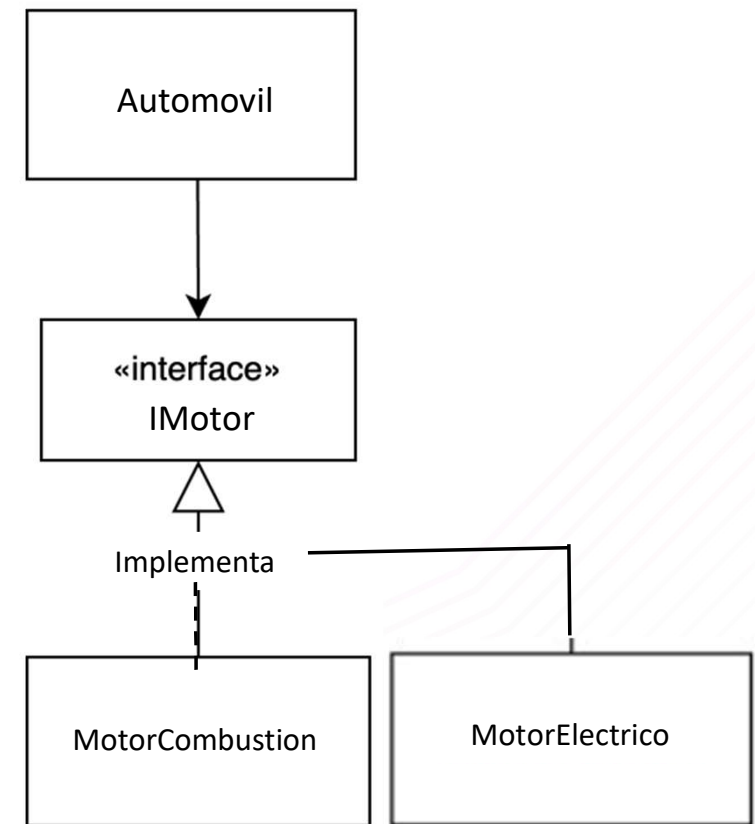 Automovil
«interface»
IMotor
Implementa
MotorCombustion
MotorElectrico